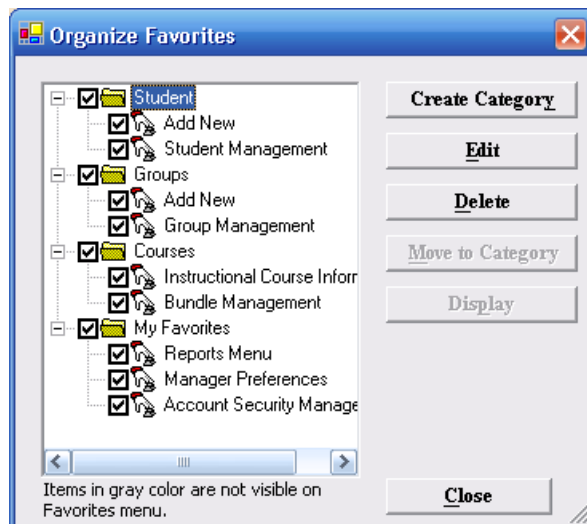 Organize Favorites
Student
Add New
Student Management
Groups
Add New
Group Management
Courses
Instructional Course Inforr
Bundle Management
My Favorites
Reports Menu
Manager Preferences
Account Security Manage
Items in gray color are not visible on
Favorites menu.
Create Category
Edit
Delete
Move to Category
Display
Close